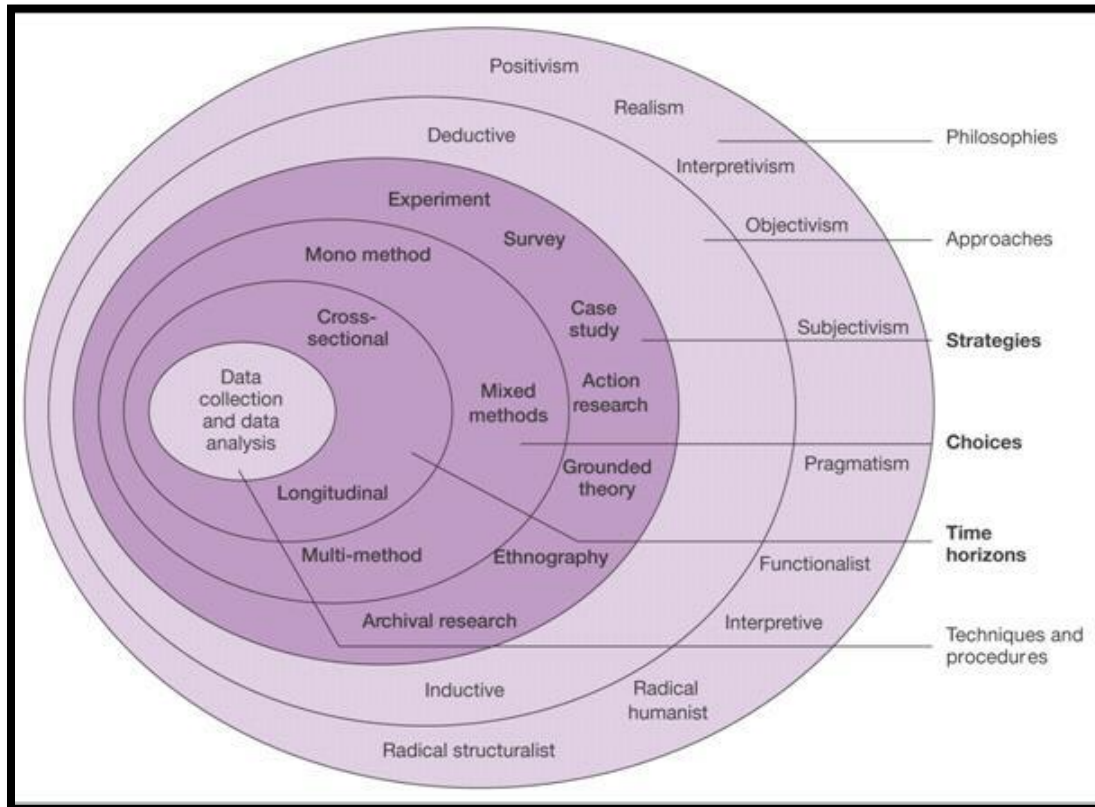 Positivism
Realism
Philosophies
Deductive
Interpretivism
Experiment
Objectivism
Approaches
Survey
Mono method
Case
study
Cross-
sectional
Subjectivism
Strategies
Data
collection
and data
analysis
Mixed
methods
Action
research
Choices
Pragmatism
Grounded
theory
Longitudinal
Time
horizons
Multi-method
Ethnography
Functionalist
Archival research
Interpretive
Techniques and
procedures
Inductive
Radical
humanist
Radical structuralist